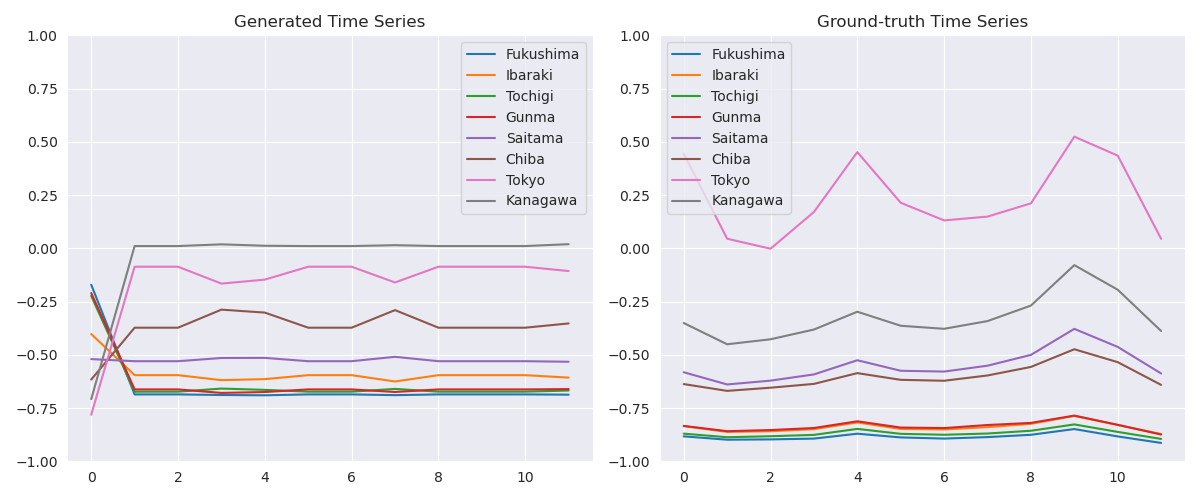 Generated Time Series
1.00
0.75
0.50
0.25
0.00
−0.25
−0.50
−0.75
−1.00
0 2 4 6 8 10
Fukushima
Ibaraki
Tochigi
Gunma
Saitama
Chiba
Tokyo
Kanagawa
Ground-truth Time Series
1.00
0.75
0.50
0.25
0.00
−0.25
−0.50
−0.75
−1.00
0 2 4 6 8 10
Fukushima
Ibaraki
Tochigi
Gunma
Saitama
Chiba
Tokyo
Kanagawa